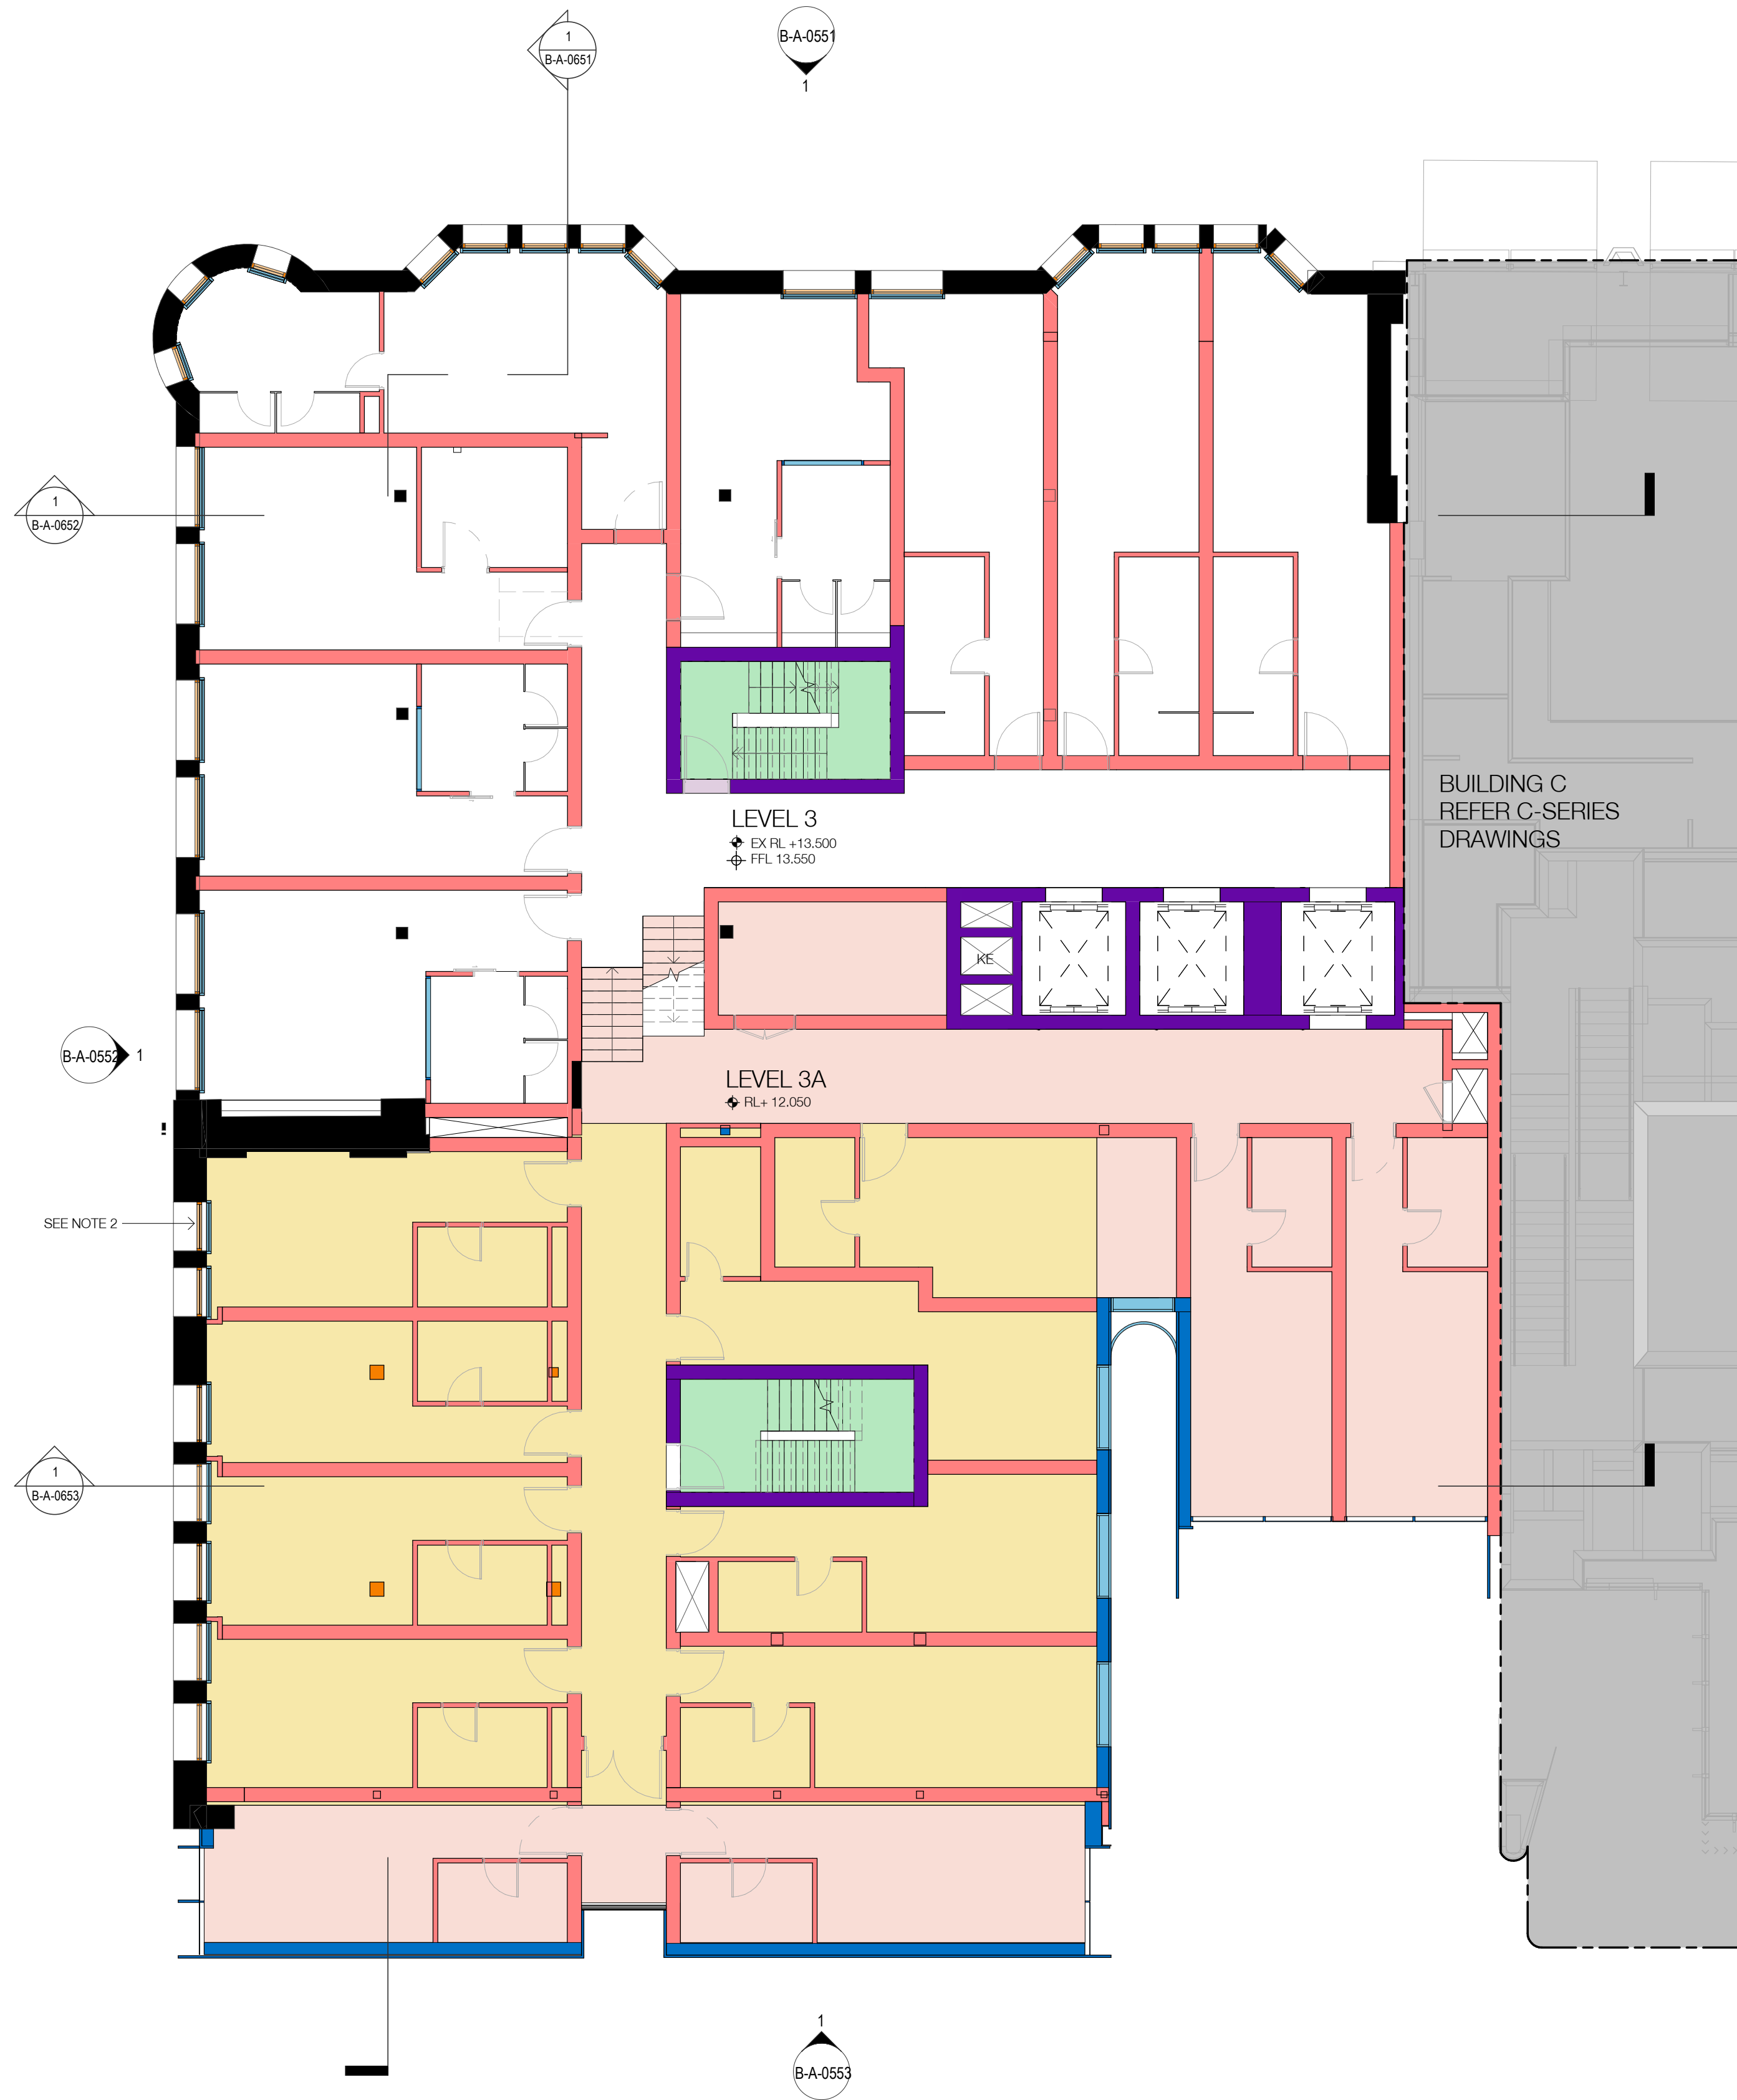 1
B-A-0651
B-A-0551
1
1
B-A-0652
BUILDING C
REFER C-SERIES
DRAWINGS
LEVEL 3
EX RL +13.500
FFL 13.550
KE
B-A-0552
1
LEVEL 3A
RL+ 12.050
SEE NOTE 2
1
B-A-0653
1
B-A-0553